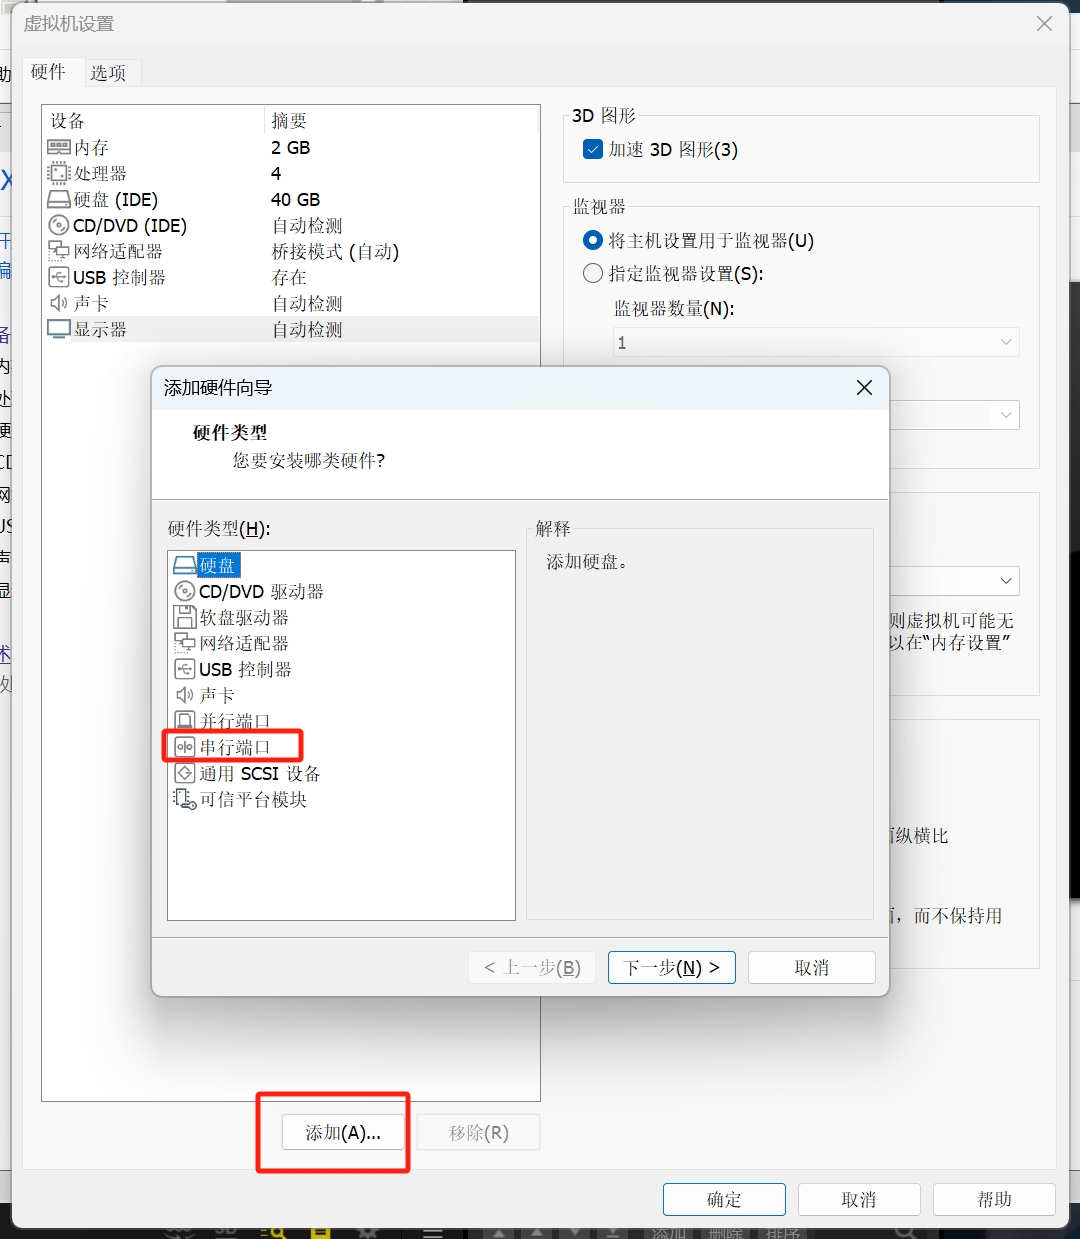 虚拟机设置
硬件
选项
设备 摘要
内存 2 GB
处理器 4
硬盘 (IDE) 40 GB
CD/DVD (IDE) 自动检测
网络适配器 桥接模式 (自动)
USB 控制器 存在
声卡 自动检测
显示器 自动检测
3D 图形
加速 3D 图形(3)
监视器
将主机设置用于监视器(U)
指定监视器设置(S):
监视器数量(N):
1
则虚拟机可能无
以在“内存设置”
纵横比
，而不保持用
添加硬件向导
硬件类型
您要安装哪类硬件?
硬件类型(H):
硬盘
CD/DVD 驱动器
软盘驱动器
网络适配器
USB 控制器
声卡
并行端口
串行端口
通用 SCSI 设备
可信平台模块
解释
添加硬盘。
< 上一步(B)
下一步(N) >
取消
添加(A)...
移除(R)
确定
取消
帮助